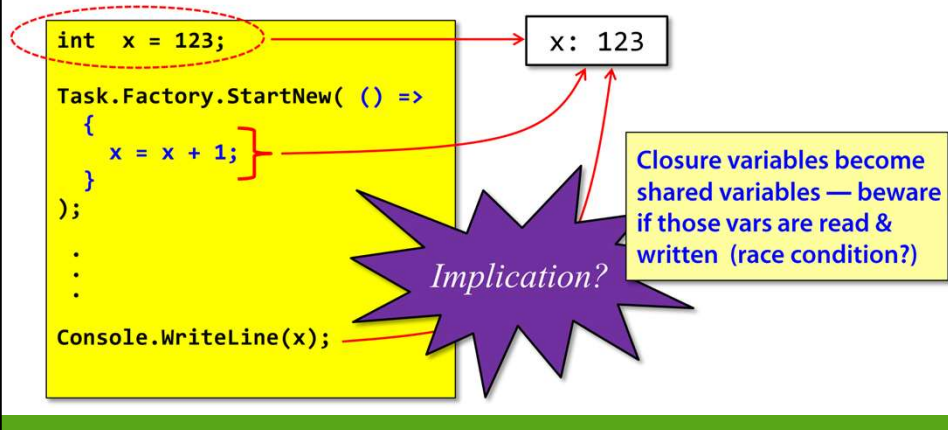 int x = 123;
x: 123
Task.Factory.StartNew( () =>
{
x = x + 1;
}
);
.
.
.
Console.WriteLine(x);
Implication?
Closure variables become
shared variables — beware
if those vars are read &
written (race condition?)